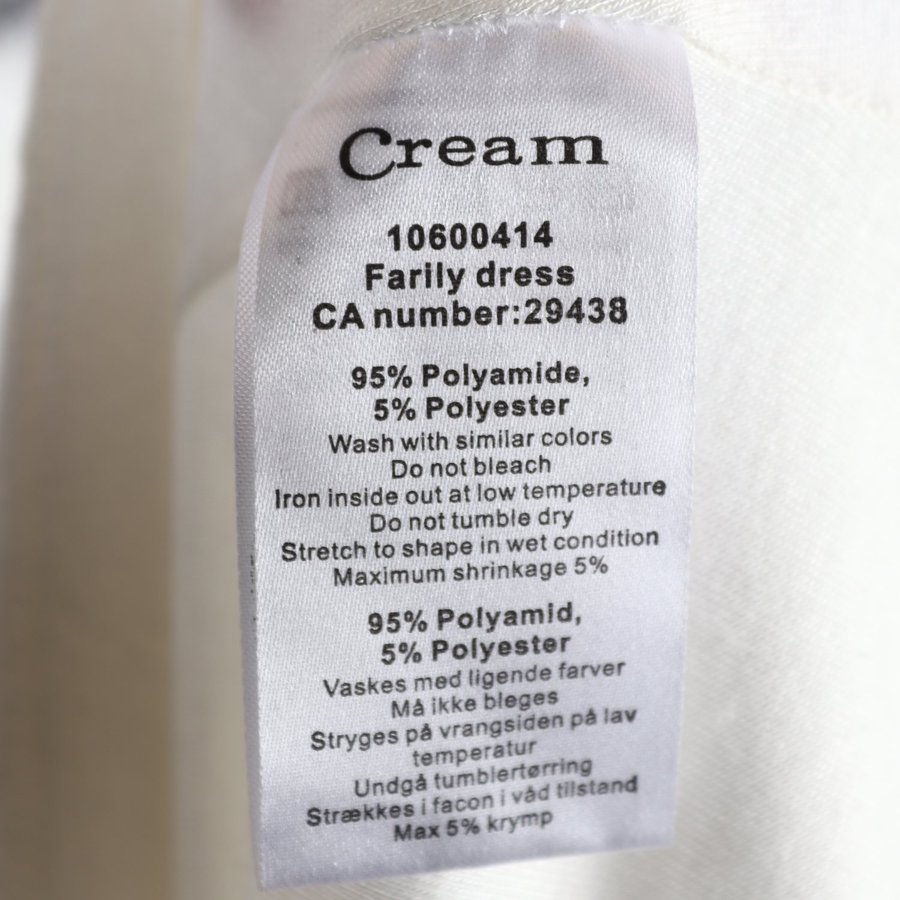 Cream
10600414
Farily dress
CA number:29438
95% Polyamide,
5% Polyester
Wash with similar colors
Do not bleach
Iron inside out at low temperature
Do not tumble dry
Stretch to shape in wet condition
Maximum shrinkage 5%
95% Polyamid,
5% Polyester
Vaskes med ligende farver
Må ikke bleges
Stryges på vrangsiden på lav
temperatur
Undgå tumblertørring
Strækkes i facon i våd tilstand
Max 5% krymp